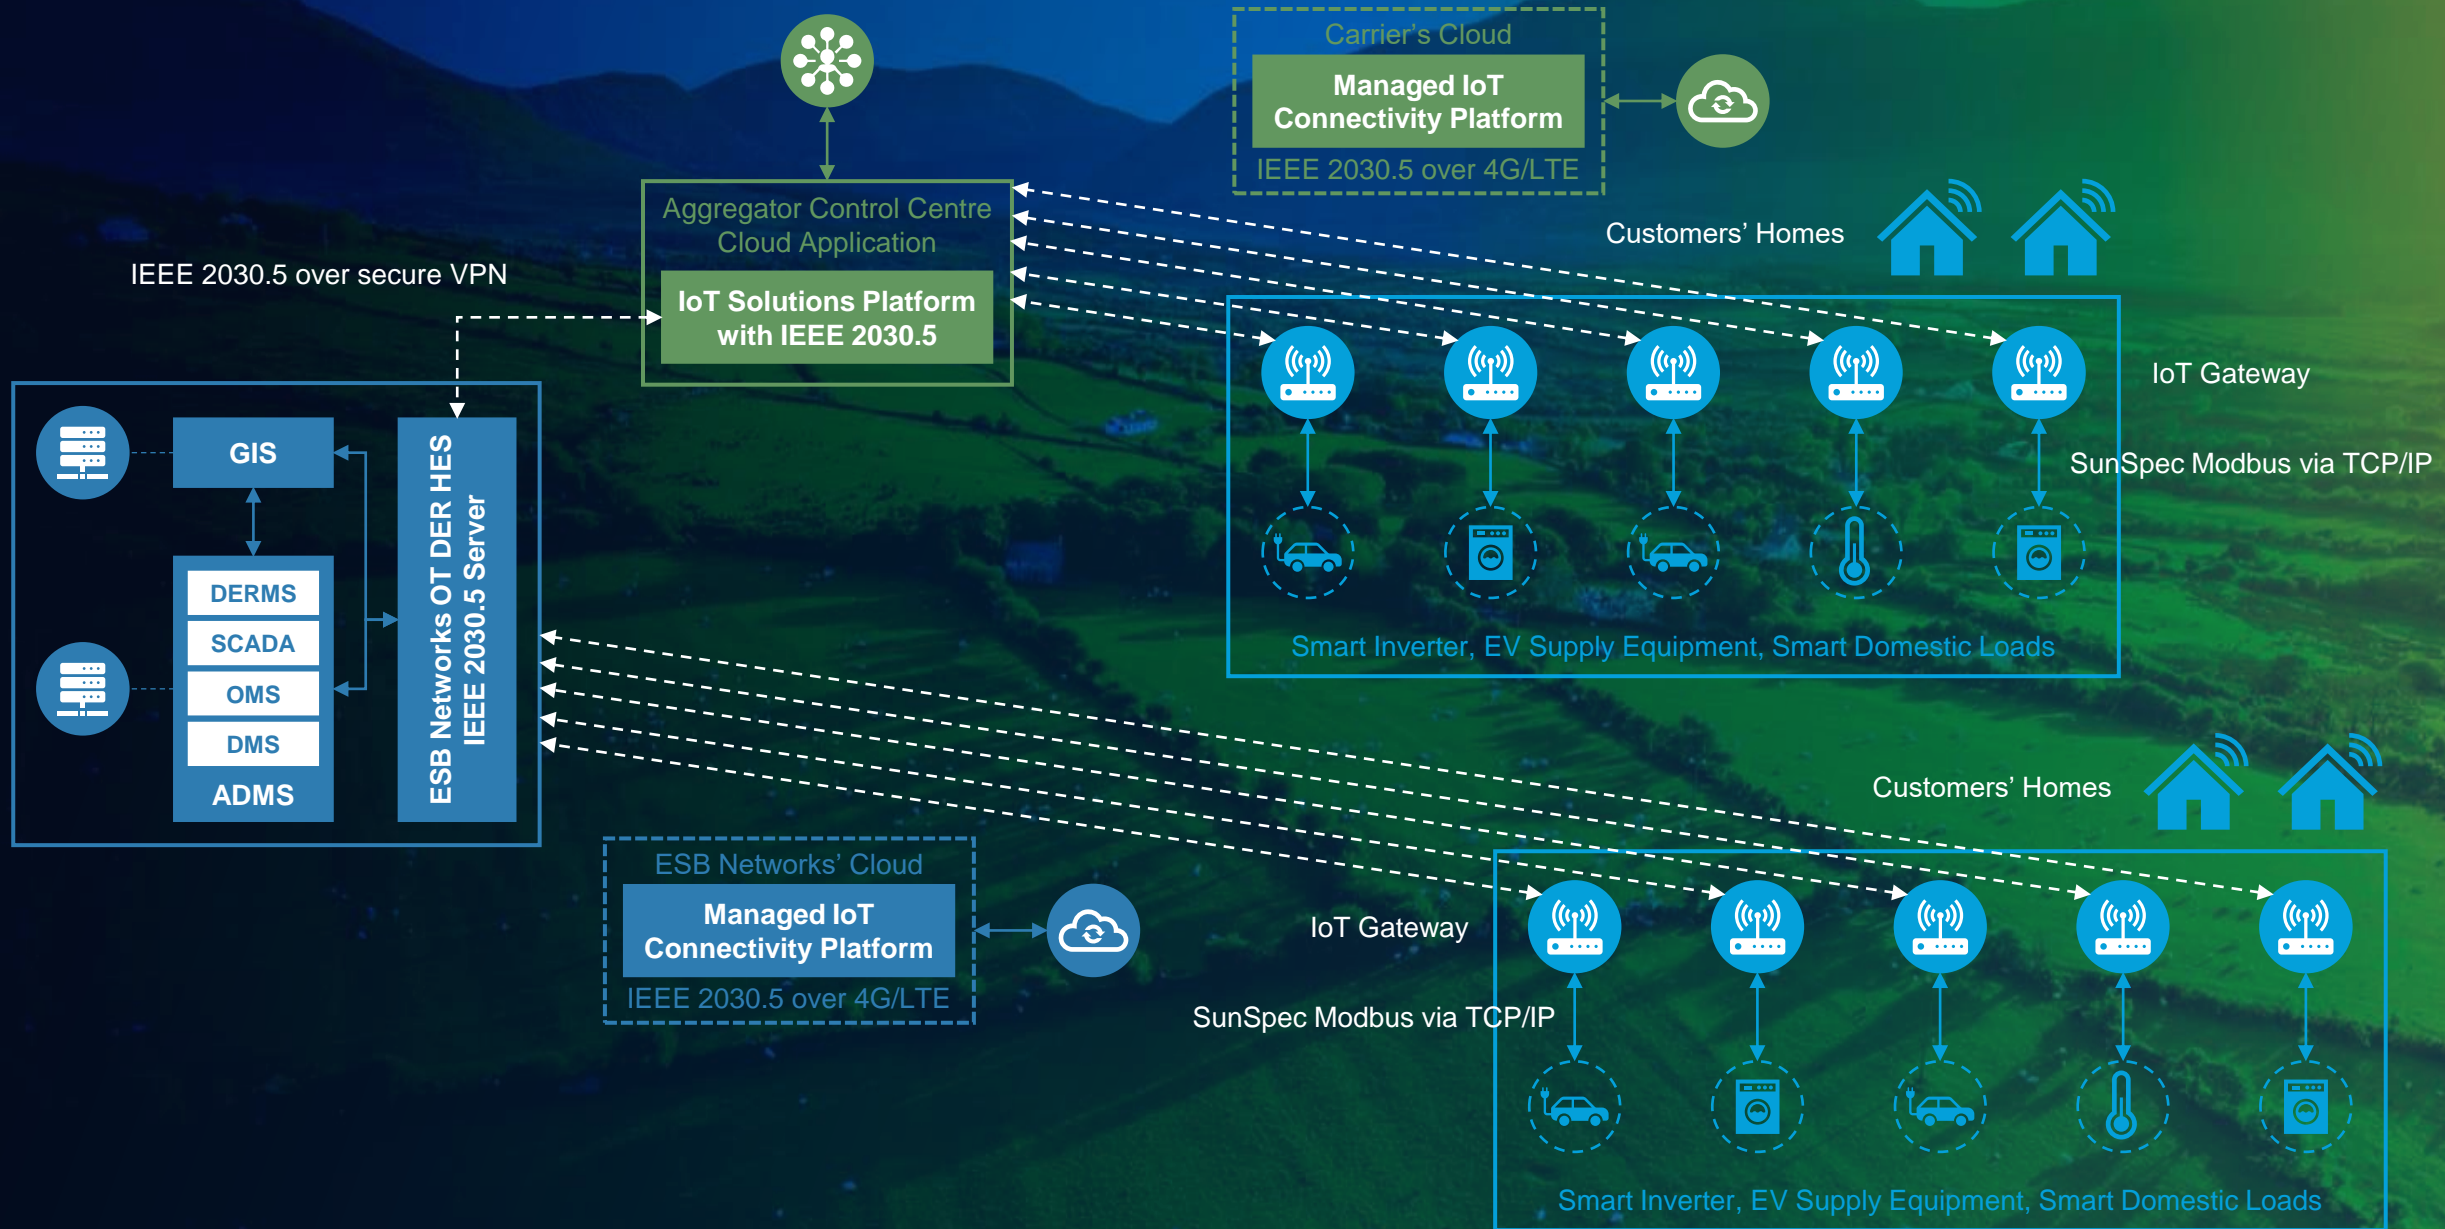 Carrier’s Cloud
Managed IoT
Connectivity Platform
IEEE 2030.5 over 4G/LTE
Aggregator Control Centre
Cloud Application
IoT Solutions Platform
with IEEE 2030.5
Customers’ Homes
IEEE 2030.5 over secure VPN
IoT Gateway
SunSpec Modbus via TCP/IP
Smart Inverter, EV Supply Equipment, Smart Domestic Loads
GIS
DERMS
SCADA
OMS
DMS
ADMS
ESB Networks OT DER HES
IEEE 2030.5 Server
ESB Networks’ Cloud
Managed IoT
Connectivity Platform
IEEE 2030.5 over 4G/LTE
Customers’ Homes
IoT Gateway
SunSpec Modbus via TCP/IP
Smart Inverter, EV Supply Equipment, Smart Domestic Loads